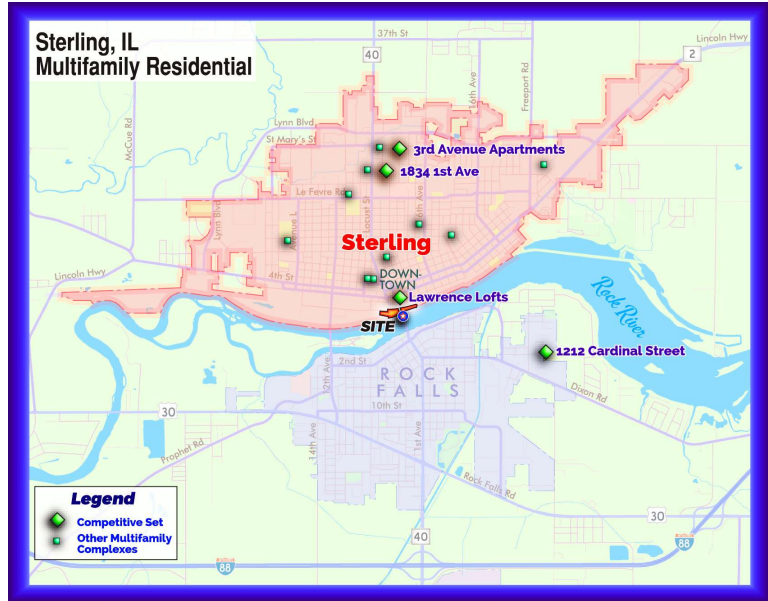 Sterling, IL
Multifamily Residential
37th St
Lincoln Hwy
40
2
16th Ave
Freeport Rd
McCue Rd
Lynn Blvd
St Mary's St
3rd Avenue Apartments
1834 1st Ave
Le Fevre Rd
Lynn Blvd
Avenue L
Locust St
Sterling
Lincoln Hwy
4th St
DOWN-
TOWN
Lawrence Lofts
Rock River
SITE
2nd St
1212 Cardinal Street
12th Ave
ROCK
FALLS
Dixon Rd
30
10th St
Prophet Rd
14th Ave
1st Ave
Rock Falls Rd
Legend
Competitive Set
Other Multifamily
Complexes
30
40
88
88